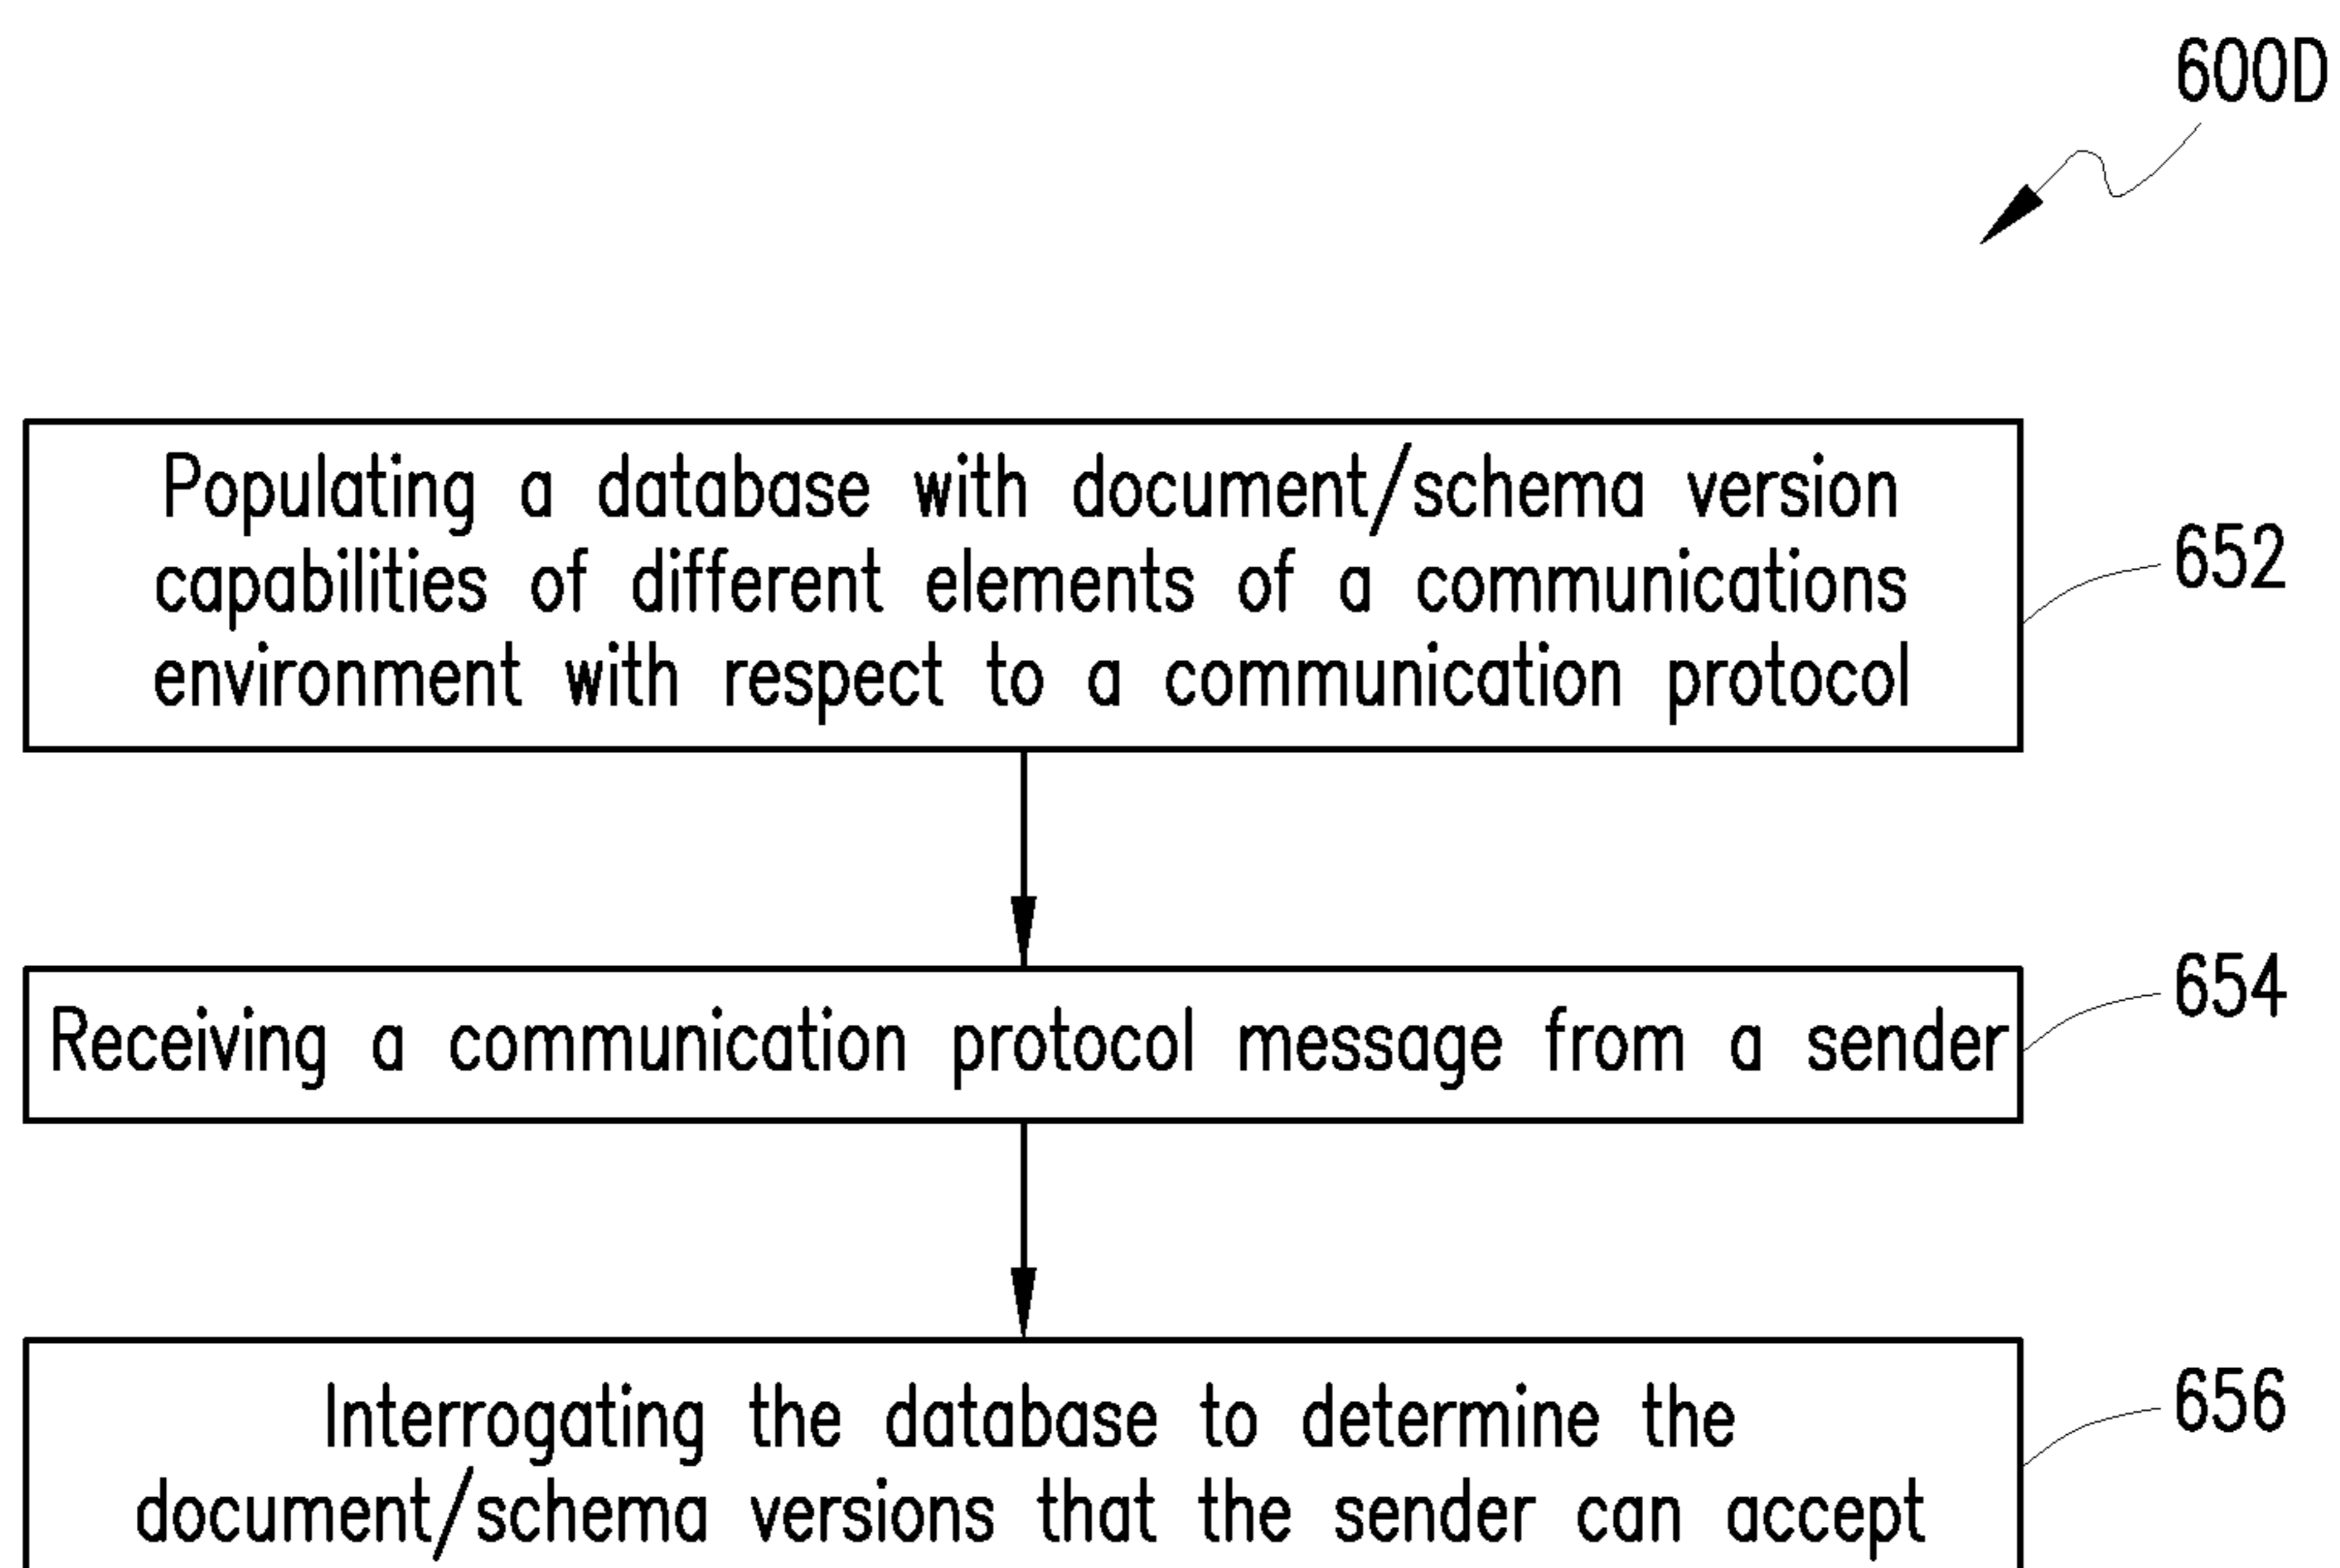 600D
Populating a database with document/schema version
capabilities of different elements of a communications
environment with respect to a communication protocol
652
Receiving a communication protocol message from a sender
654
Interrogating the database to determine the
document/schema versions that the sender can accept
656